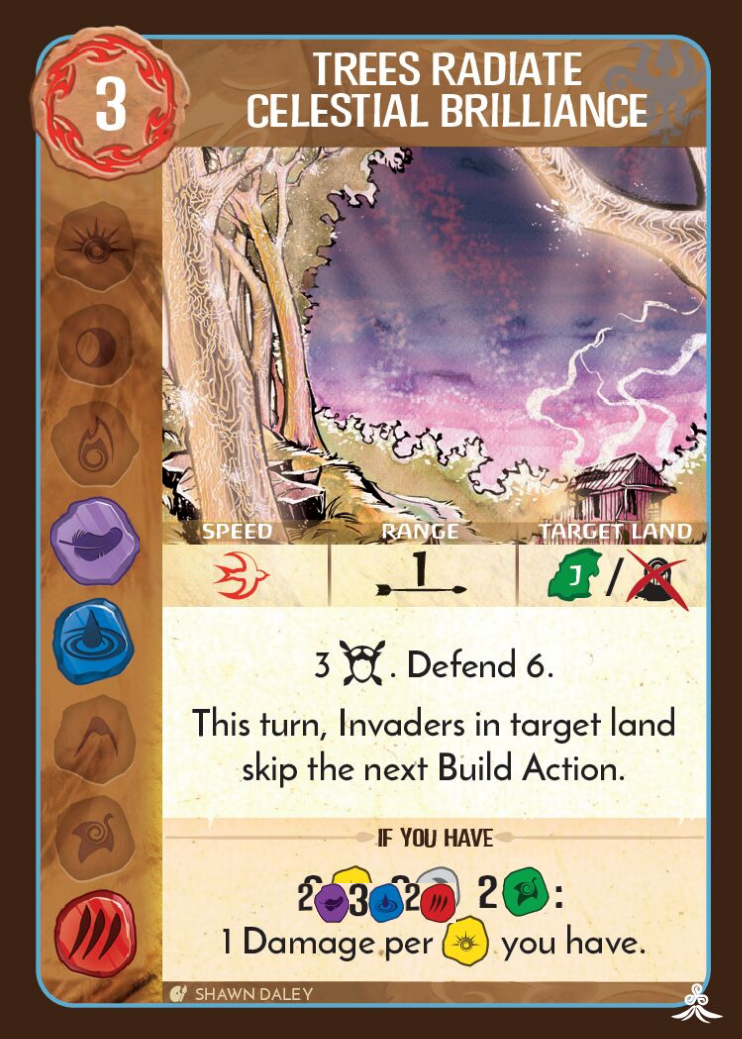 3
TREES RADIATE
CELESTIAL BRILLIANCE
SPEED RANGE TARGET LAND
1 J /
3 . Defend 6.
This turn, Invaders in target land
skip the next Build Action.
IF YOU HAVE
2 3 2 2 :
1 Damage per you have.
SHAWN DALEY